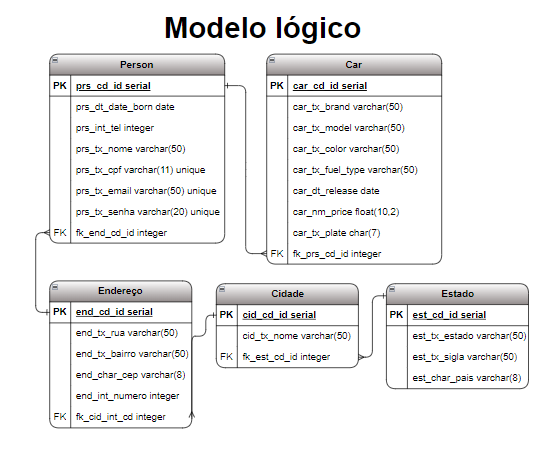 Modelo lógico
Person
PK prs_cd_id serial
prs_dt_date_born date
prs_int_tel integer
prs_tx_nome varchar(50)
prs_tx_cpf varchar(11) unique
prs_tx_email varchar(50) unique
prs_tx_senha varchar(20) unique
FK fk_end_cd_id integer
Car
PK car_cd_id serial
car_tx_brand varchar(50)
car_tx_model varchar(50)
car_tx_color varchar(50)
car_tx_fuel_type varchar(50)
car_dt_release date
car_nm_price float(10,2)
car_tx_plate char(7)
FK fk_prs_cd_id integer
Endereço
PK end_cd_id serial
end_tx_rua varchar(50)
end_tx_bairro varchar(50)
end_char_cep varchar(8)
end_int_numero integer
FK fk_cid_int_cd integer
Cidade
PK cid_cd_id serial
cid_tx_nome varchar(50)
FK fk_est_cd_id integer
Estado
PK est_cd_id serial
est_tx_estado varchar(50)
est_tx_sigla varchar(50)
est_char_pais varchar(8)